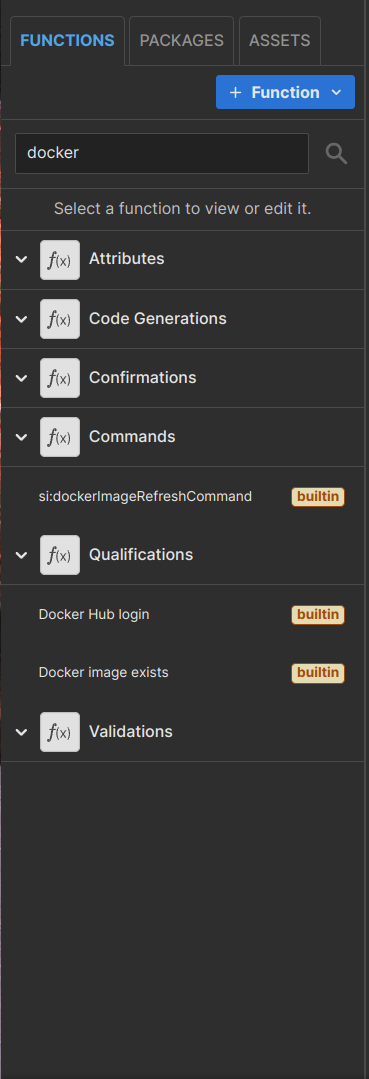 FUNCTIONS PACKAGES ASSETS
+ Function
docker
Select a function to view or edit it.
f(x) Attributes
f(x) Code Generations
f(x) Confirmations
f(x) Commands
si:dockerImageRefreshCommand builtin
f(x) Qualifications
Docker Hub login builtin
Docker image exists builtin
f(x) Validations